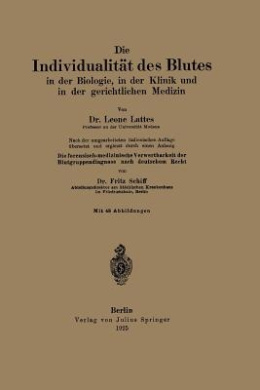 Die
Individualität des Blutes
in der Biologie, in der Klinik und
in der gerichtlichen Medizin
Von
Dr. Leone Lattes
Professor an der Universität Modena
Nach der umgearbeiteten italienischen Auflage
übersetzt und ergänzt durch einen Anhang
Die forensisch-medizinische Verwertbarkeit der
Blutgruppendiagnose nach deutschem Recht
von
Dr. Fritz Schiff
Abteilungsdirektor am städtischen Krankenhaus
im Friedrichshain, Berlin
Mit 48 Abbildungen
Berlin
Verlag von Julius Springer
1925